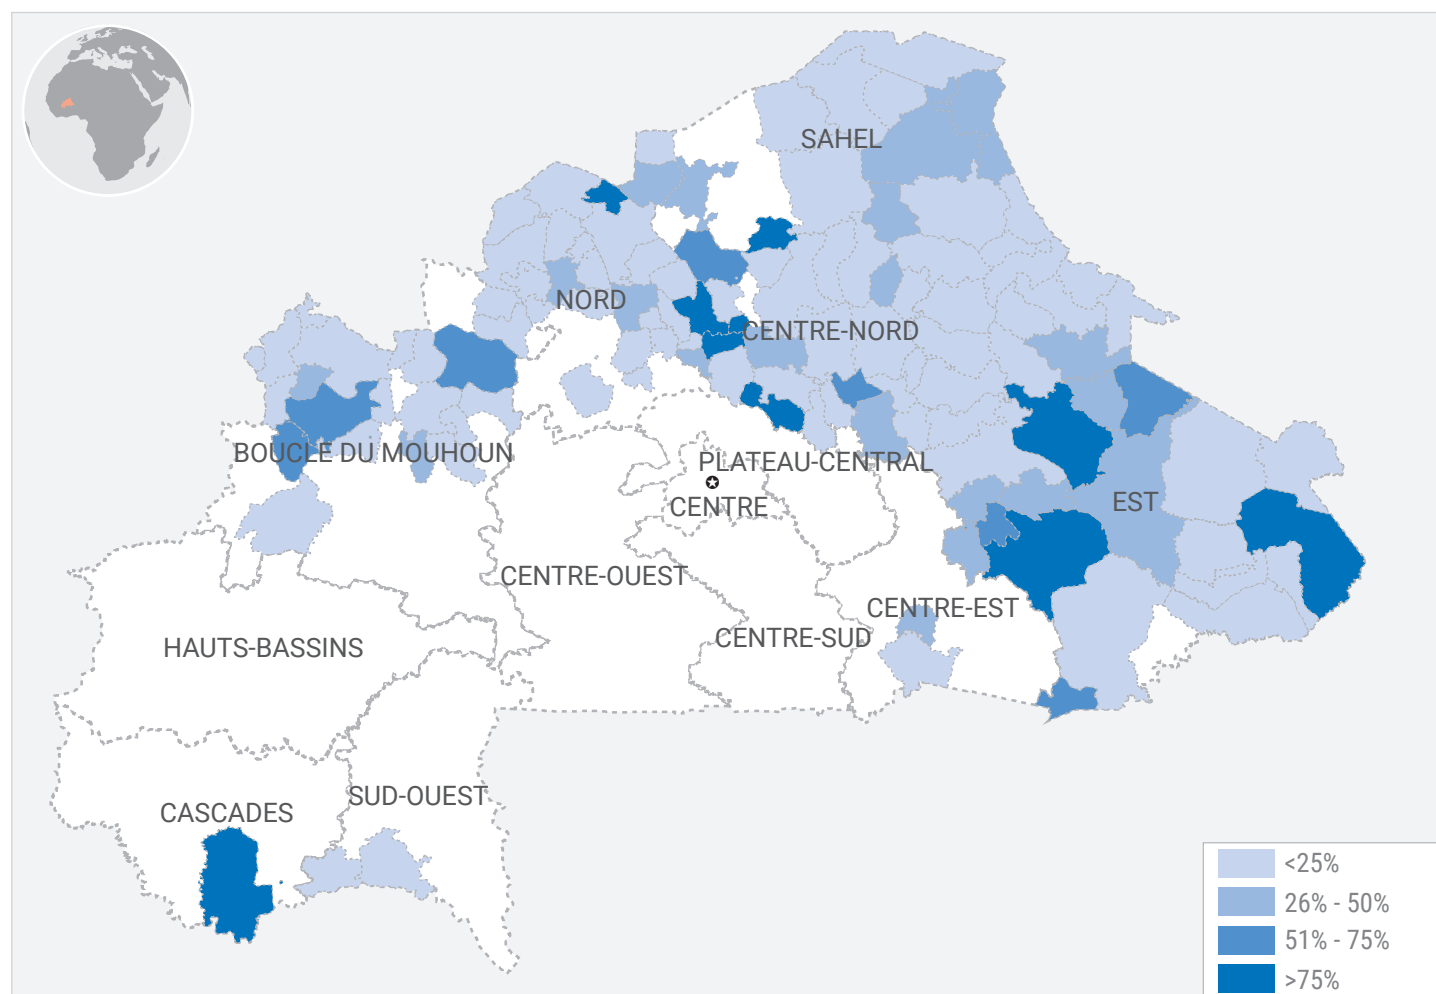 SAHEL
NORD
CENTRE-NORD
BOUCLE DU MOUHOUN
PLATEAU-CENTRAL
CENTRE
EST
CENTRE-OUEST
CENTRE-EST
CENTRE-SUD
HAUTS-BASSINS
SUD-OUEST
CASCADES
<25%
26% - 50%
51% - 75%
>75%